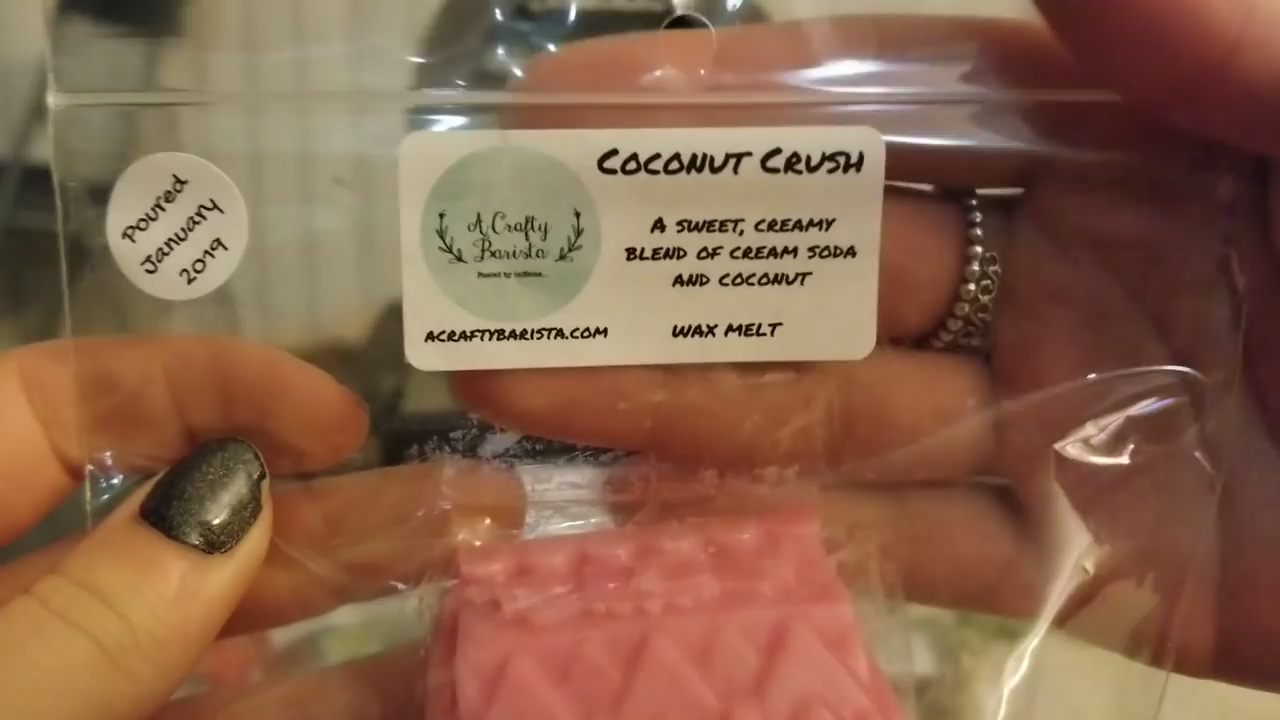 Poured
January
2019
A Crafty
Barista
COCONUT CRUSH
A SWEET, CREAMY
BLEND OF CREAM SODA
AND COCONUT
ACRAFTYBARISTA.COM
WAX MELT